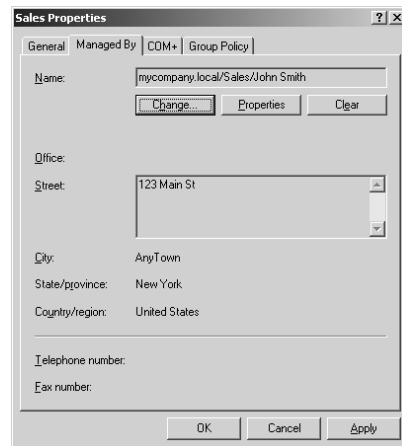 Sales Properties
? X
General Managed By COM+ Group Policy
Name: mycompany.local/Sales/John Smith
Change... Properties Clear
Office:
Street: 123 Main St
City: AnyTown
State/province: New York
Country/region: United States
Telephone number:
Fax number:
OK Cancel Apply